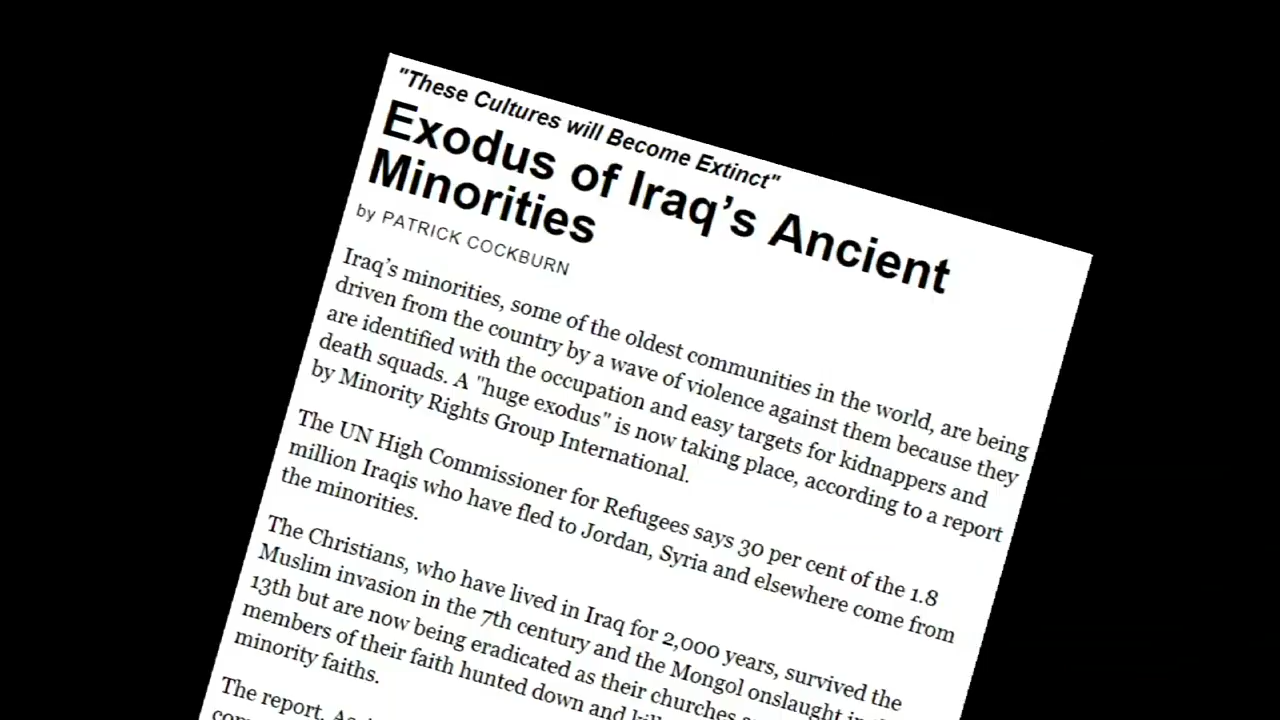 "These Cultures will Become Extinct"
Exodus of Iraq's Ancient
Minorities
by PATRICK COCKBURN
Iraq's minorities, some of the oldest communities in the world, are being
driven from the country by a wave of violence against them because they
are identified with the occupation and easy targets for kidnappers and
death squads. A "huge exodus" is now taking place, according to a report
by Minority Rights Group International.
The UN High Commissioner for Refugees says 30 per cent of the 1.8
million Iraqis who have fled to Jordan, Syria and elsewhere come from
the minorities.
The Christians, who have lived in Iraq for 2,000 years, survived the
Muslim invasion in the 7th century and the Mongol onslaught in
13th but are now being eradicated as their churches
members of their faith hunted down and
minority faiths.
The report,